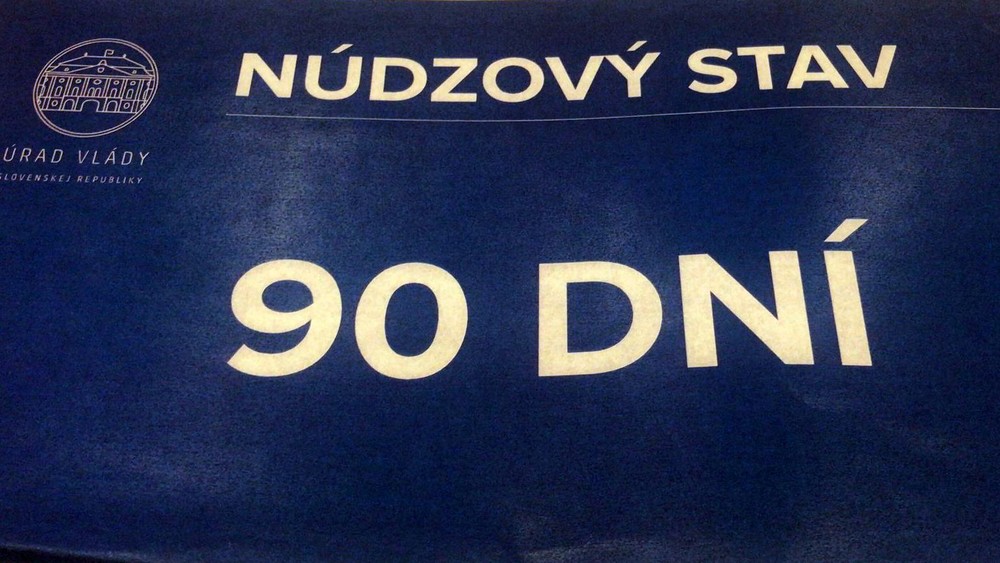 NÚDZOVÝ STAV
ÚRAD VLÁDY
SLOVENSKEJ REPUBLIKY
90 DNÍ